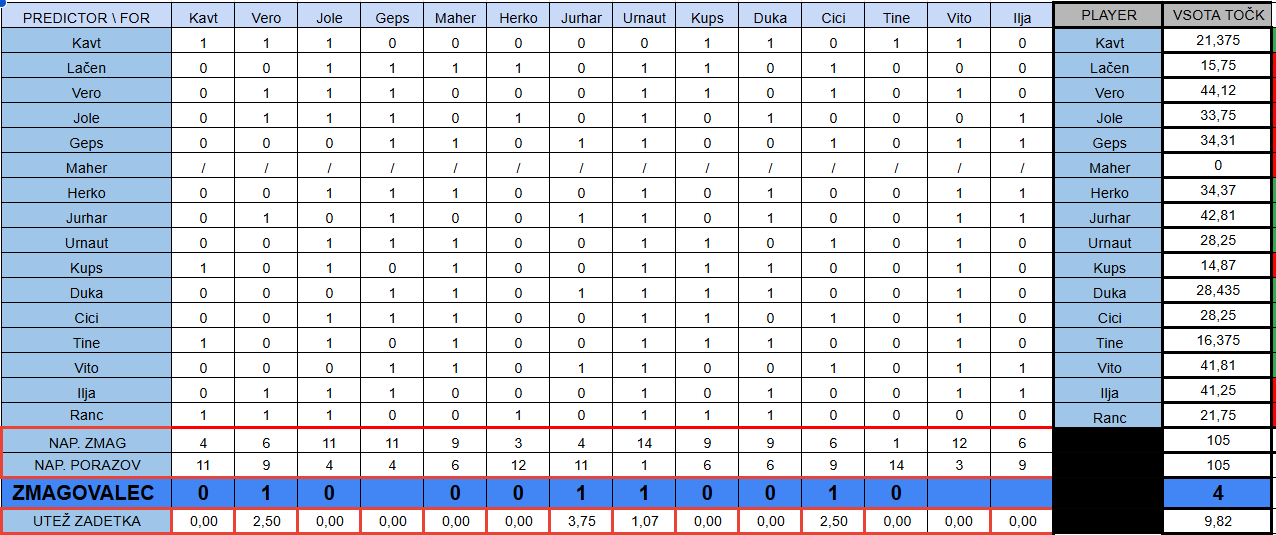 PREDICTOR \ FOR Kavt Vero Jole Geps Maher Herko Jurhar Urnaut Kups Duka Cici Tine Vito Ilja PLAYER VSOTA TOČK
Kavt 1 1 1 0 0 0 0 0 1 1 0 1 1 0 Kavt 21,375
Lačen 0 0 1 1 1 1 0 1 1 0 1 0 0 0 Lačen 15,75
Vero 0 1 1 1 0 0 0 1 1 0 1 0 1 1 Vero 44,12
Jole 0 1 1 1 0 1 0 1 0 1 0 0 0 1 Jole 33,75
Geps 0 0 0 1 1 0 1 1 0 0 1 0 1 1 Geps 34,31
Maher / / / / / / / / / / / / / / Maher 0
Herko 0 0 1 1 1 0 0 1 0 1 0 0 1 1 Herko 34,37
Jurhar 0 1 0 1 0 0 1 1 0 1 0 0 1 1 Jurhar 42,81
Urnaut 0 0 1 1 1 0 0 1 1 0 1 0 1 0 Urnaut 28,25
Kups 1 0 1 0 1 0 0 1 1 1 0 0 1 0 Kups 14,87
Duka 0 0 0 1 1 0 1 1 1 1 0 0 1 0 Duka 28,435
Cici 0 0 1 1 1 0 0 1 1 0 1 0 1 0 Cici 28,25
Tine 1 0 1 0 1 0 0 1 1 1 0 0 1 0 Tine 16,375
Vito 0 0 0 1 1 0 1 1 0 0 1 0 1 1 Vito 41,81
Ilja 0 1 1 1 0 0 0 1 0 1 0 0 1 1 Ilja 41,25
Ranc 1 1 1 0 0 1 0 1 1 1 0 0 0 0 Ranc 21,75
NAP. ZMAG 4 6 11 11 9 3 4 14 9 9 6 1 12 6 105
NAP. PORAZOV 11 9 4 4 6 12 11 1 6 6 9 14 3 9 105
ZMAGOVALEC 0 1 0 0 0 1 1 0 0 1 0 4
UTEŽ ZADETKA 0,00 2,50 0,00 0,00 0,00 0,00 3,75 1,07 0,00 0,00 2,50 0,00 0,00 0,00 9,82